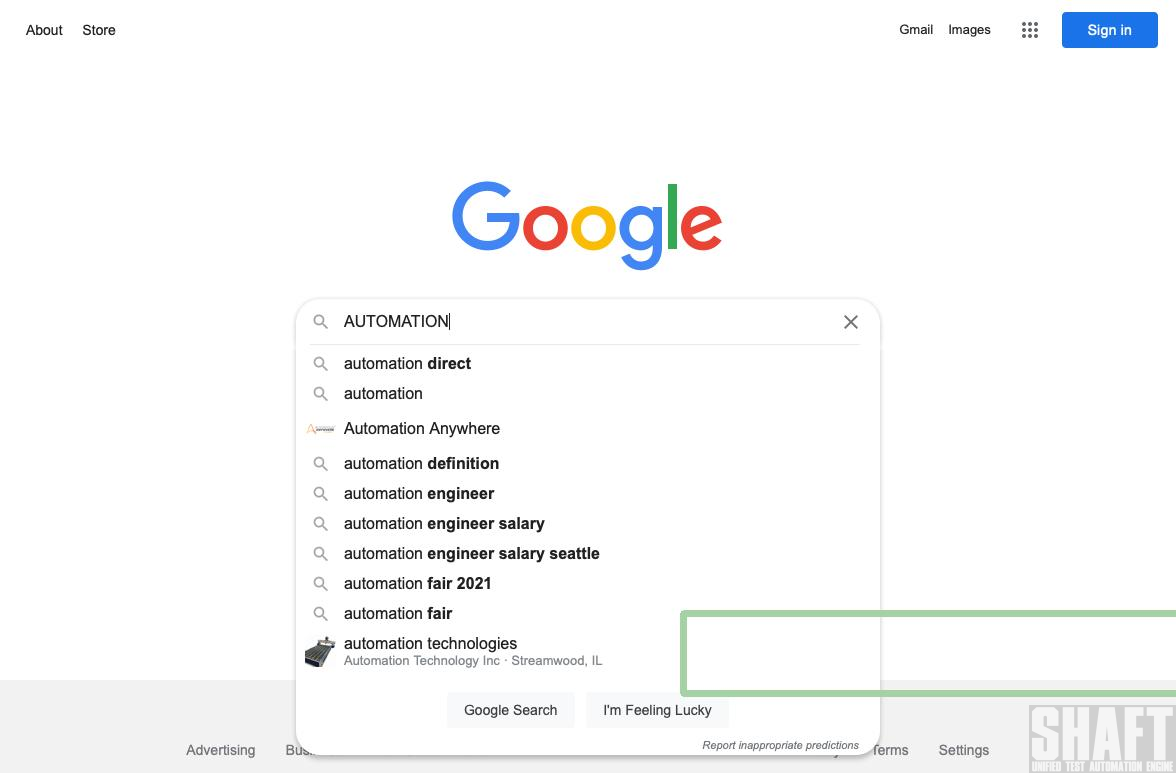 About Store Gmail Images Sign in
Google
AUTOMATION
automation direct
automation
Automation Anywhere
automation definition
automation engineer
automation engineer salary
automation engineer salary seattle
automation fair 2021
automation fair
automation technologies
Automation Technology Inc · Streamwood, IL
Google Search I'm Feeling Lucky
Report inappropriate predictions
Advertising Terms Settings
SHAFT
UNIFIED TEST AUTOMATION ENGINE